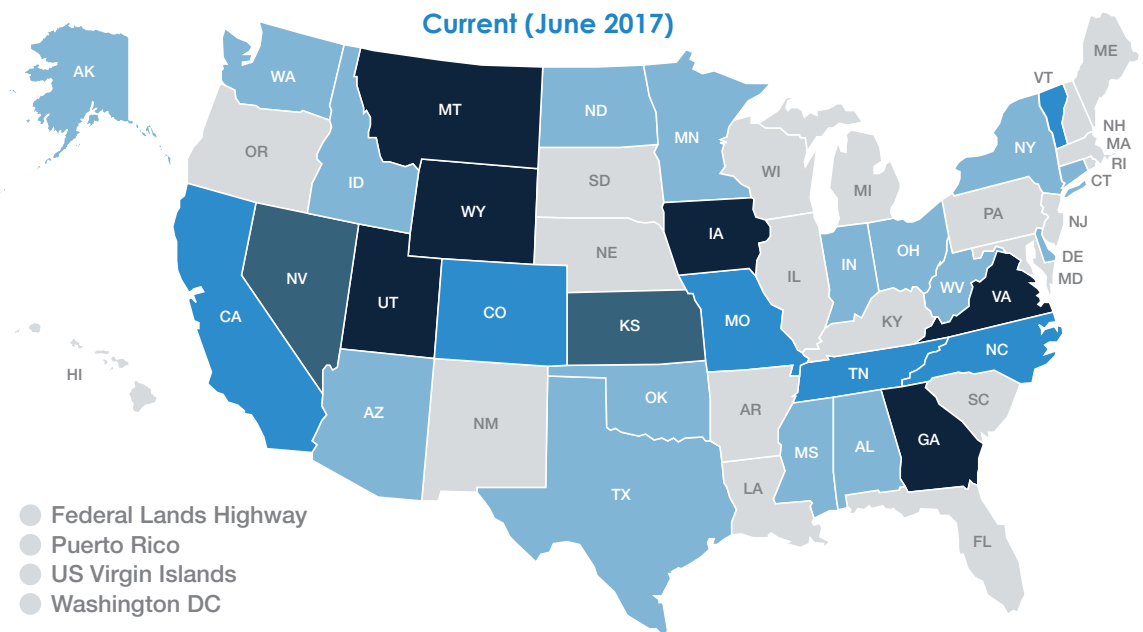 Current (June 2017)
AK
WA
MT
ND
MN
OR
ID
WY
SD
WI
MI
NY
VT
ME
NH
MA
RI
CT
NV
UT
CO
NE
IA
IL
IN
OH
PA
NJ
DE
MD
WV
VA
CA
KS
MO
KY
HI
AZ
NM
OK
AR
TN
NC
SC
TX
LA
MS
AL
GA
FL
Federal Lands Highway
Puerto Rico
US Virgin Islands
Washington DC